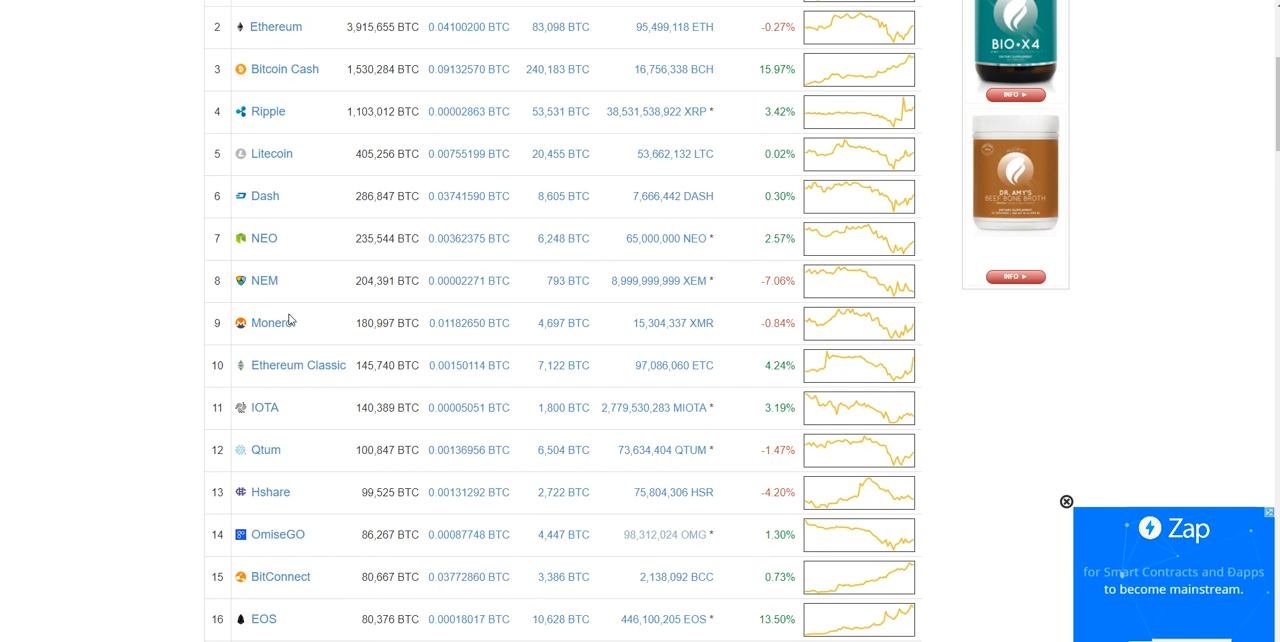 2 Ethereum 3,915,655 BTC 0.04100200 BTC 83,098 BTC 95,499,118 ETH -0.27%
3 Bitcoin Cash 1,530,284 BTC 0.09132570 BTC 240,183 BTC 16,756,338 BCH 15.97%
4 Ripple 1,103,012 BTC 0.00002863 BTC 53,531 BTC 38,531,538,922 XRP * 3.42%
5 Litecoin 405,256 BTC 0.00755199 BTC 20,455 BTC 53,662,132 LTC 0.02%
6 Dash 286,847 BTC 0.03741590 BTC 8,605 BTC 7,666,442 DASH 0.30%
7 NEO 235,544 BTC 0.00362375 BTC 6,248 BTC 65,000,000 NEO * 2.57%
8 NEM 204,391 BTC 0.00002271 BTC 793 BTC 8,999,999,999 XEM * -7.06%
9 Monero 180,997 BTC 0.01182650 BTC 4,697 BTC 15,304,337 XMR -0.84%
10 Ethereum Classic 145,740 BTC 0.00150114 BTC 7,122 BTC 97,086,060 ETC 4.24%
11 IOTA 140,389 BTC 0.00005051 BTC 1,800 BTC 2,779,530,283 MIOTA * 3.19%
12 Qtum 100,847 BTC 0.00136956 BTC 6,504 BTC 73,634,404 QTUM * -1.47%
13 Hshare 99,525 BTC 0.00131292 BTC 2,722 BTC 75,804,306 HSR -4.20%
14 OmiseGO 86,267 BTC 0.00087748 BTC 4,447 BTC 98,312,024 OMG * 1.30%
15 BitConnect 80,667 BTC 0.03772860 BTC 3,386 BTC 2,138,092 BCC 0.73%
16 EOS 80,376 BTC 0.00018017 BTC 10,628 BTC 446,100,205 EOS * 13.50%
BIO•X4
INFO ►
DR. AMY'S
BEEF BONE BROTH
INFO ►
Zap
for Smart Contracts and Đapps
to become mainstream.